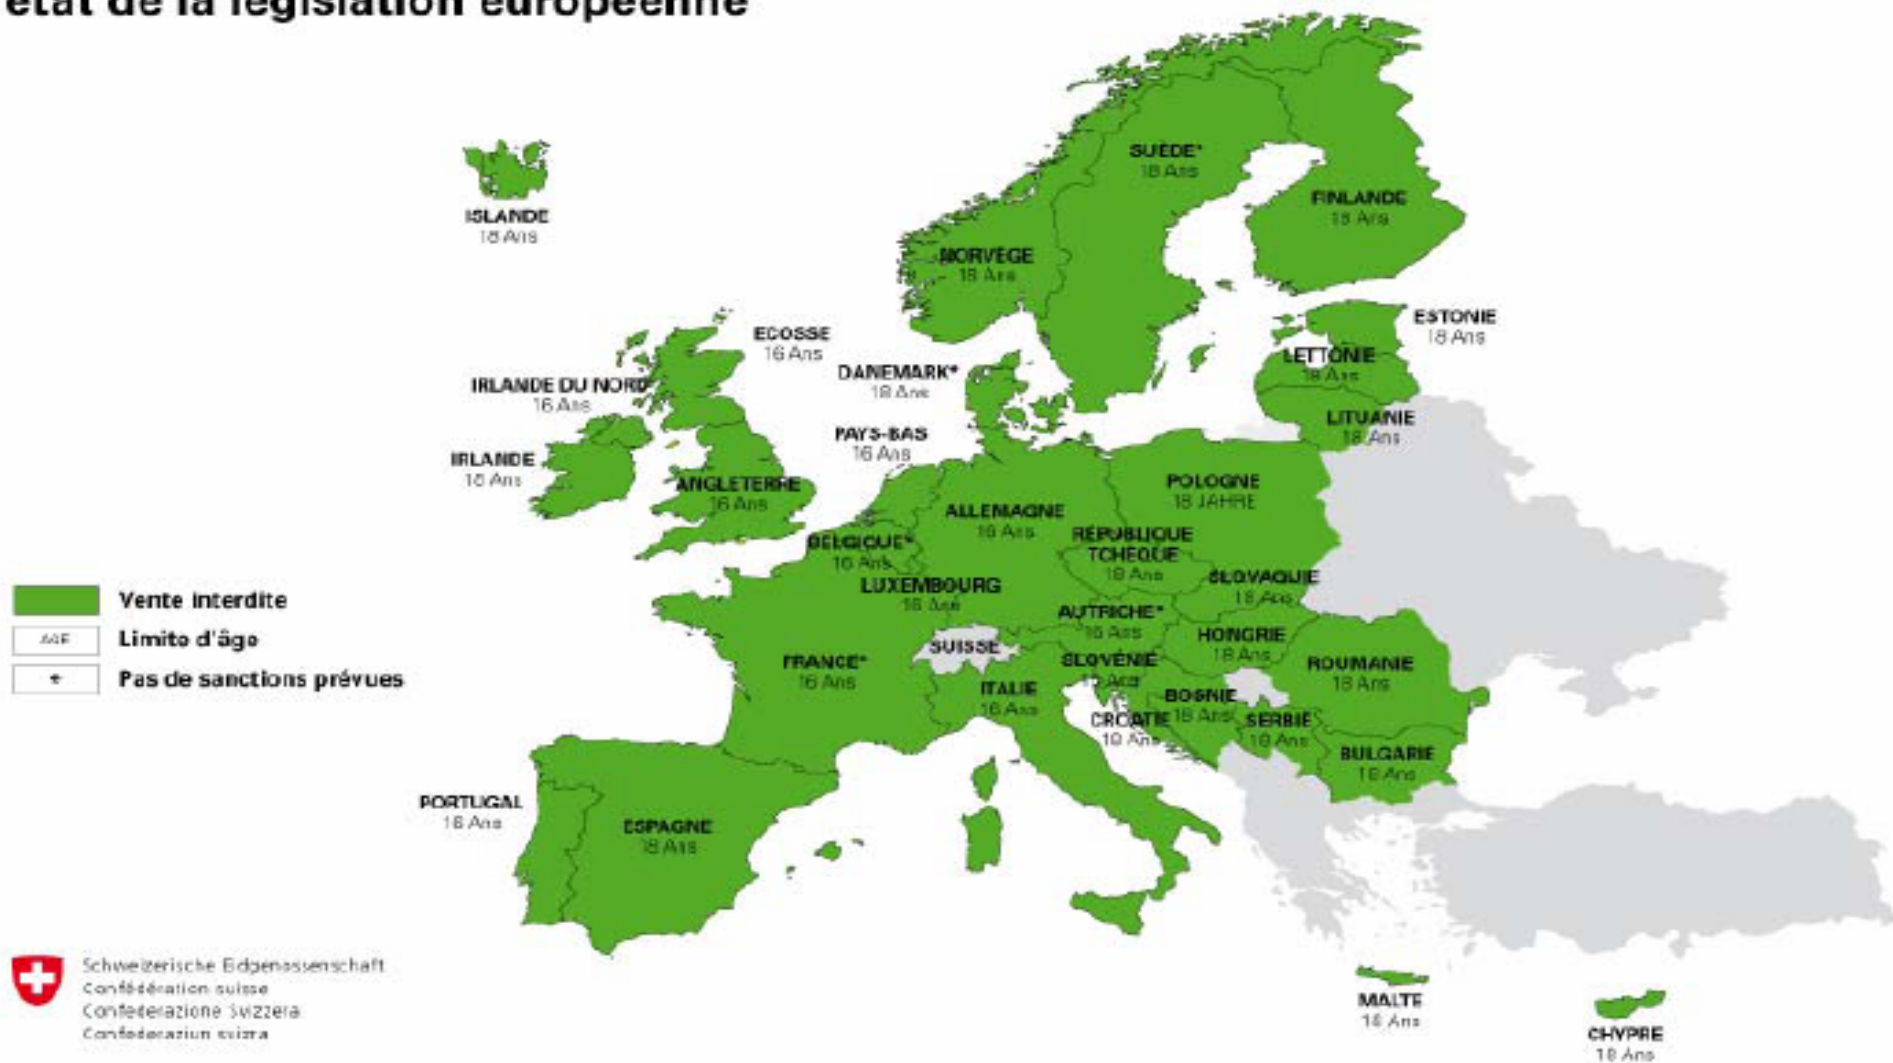 état de la législation européenne
SUÈDE*
18 Ans
FINLANDE
18 Ans
ISLANDE
18 Ans
NORVÈGE
18 Ans
ESTONIE
18 Ans
ECOSSE
16 Ans
LETTONIE
18 Ans
DANEMARK*
18 Ans
IRLANDE DU NORD
16 Ans
LITUANIE
18 Ans
PAYS-BAS
16 Ans
IRLANDE
18 Ans
ANGLETERRE
16 Ans
POLOGNE
18 JAHRE
ALLEMAGNE
16 Ans
RÉPUBLIQUE
TCHEQUE
18 Ans
BELGIQUE*
16 Ans
SLOVAQUIE
18 Ans
LUXEMBOURG
16 Ans
AUTRICHE*
16 Ans
HONGRIE
18 Ans
SUISSE
FRANCE*
16 Ans
SLOVÉNIE
Ans
ROUMANIE
18 Ans
ITALIE
16 Ans
BOSNIE
18 Ans
CROATIE
18 Ans
SERBIE
18 Ans
BULGARIE
18 Ans
PORTUGAL
Ans
ESPAGNE
18 Ans
MALTE
Ans
CHYPRE
18 Ans
Vente interdite
AGE
Limite d'âge
*
Pas de sanctions prévues
Schweizerische Eidgenossenschaft
Confédération suisse
Confederazione Svizzera
Confederaziun svizra